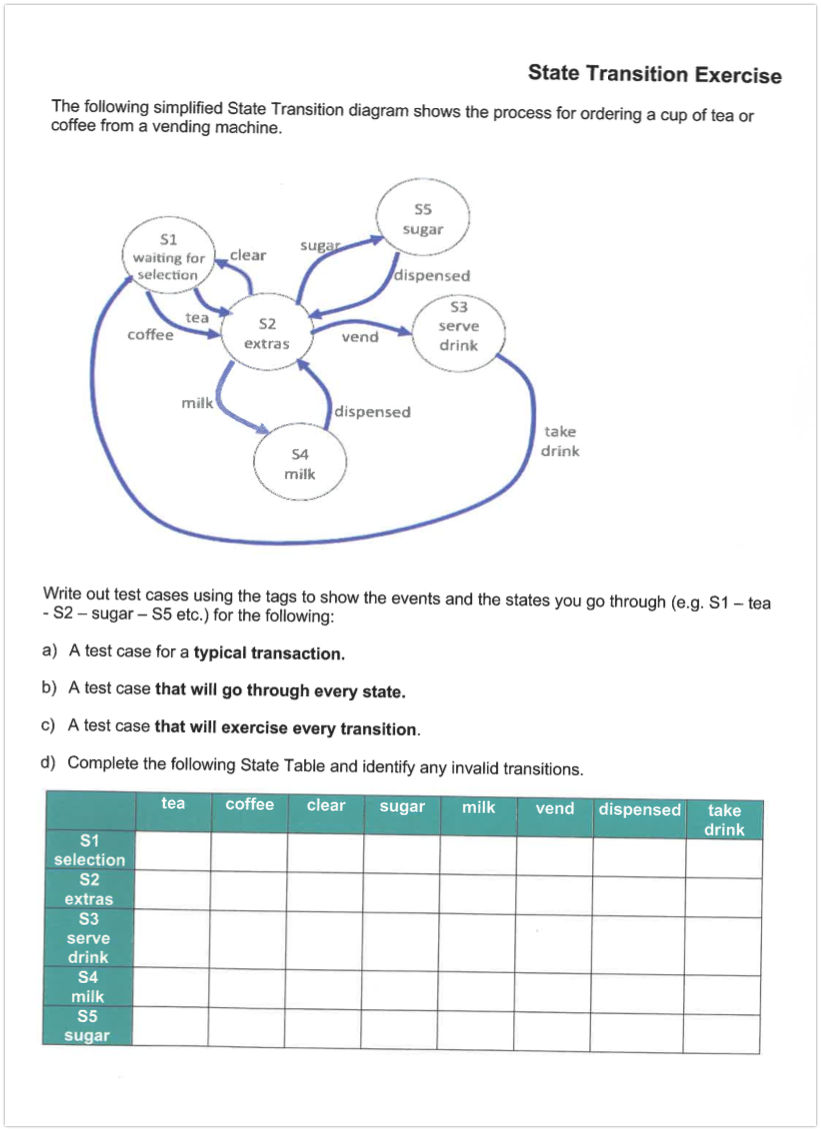 State Transition Exercise
The following simplified State Transition diagram shows the process for ordering a cup of tea or
coffee from a vending machine.
S5
sugar
S1
waiting for
selection
clear
sugar
dispensed
tea
coffee
S2
extras
vend
S3
serve
drink
milk
dispensed
take
drink
S4
milk
Write out test cases using the tags to show the events and the states you go through (e.g. S1 – tea
- S2 – sugar – S5 etc.) for the following:
a) A test case for a typical transaction.
b) A test case that will go through every state.
c) A test case that will exercise every transition.
d) Complete the following State Table and identify any invalid transitions.
tea coffee clear sugar milk vend dispensed take
drink
S1
selection
S2
extras
S3
serve
drink
S4
milk
S5
sugar